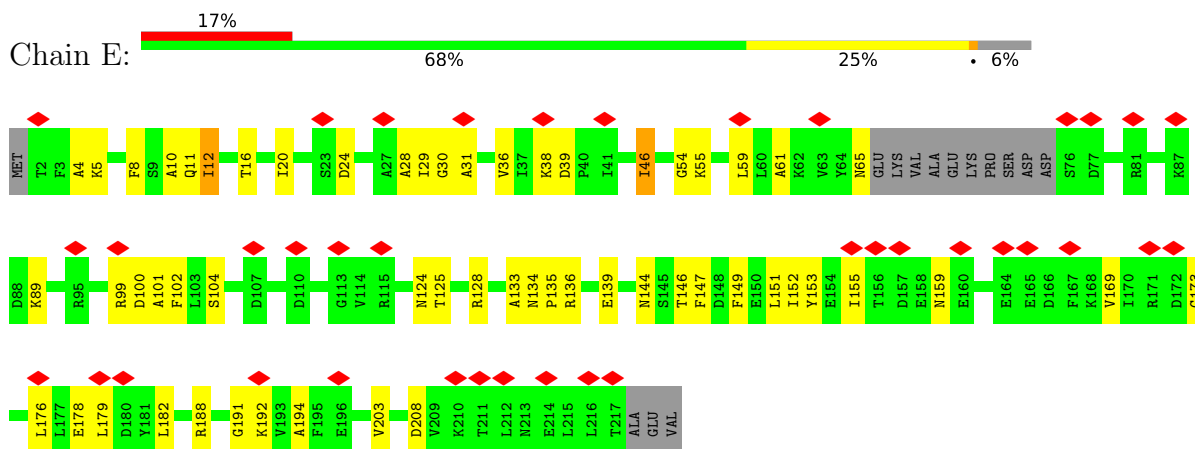 17%
Chain E:
68% 25% • 6%
MET T2 F3 A4 K5 F8 S9 A10 Q11 I12 T16 I20 S23 D24 A27 A28 I29 G30 A31 V36 I37 K38 D39 P40 I41 I46 G54 K55 L59 L60 A61 K62 V63 Y64 N65 GLU LYS VAL ALA GLU LYS PRO SER ASP ASP S76 D77 R81 K87
D88 K89 R95 R99 D100 A101 F102 L103 S104 D107 D110 G113 V114 R115 N124 T125 R128 A133 N134 P135 R136 E139 N144 S145 T146 F147 D148 F149 E150 L151 I152 Y153 E154 I155 T156 D157 E158 N159 E160 E164 E165 D166 F167 K168 V169 I170 R171 D172 G173
L176 L177 E178 L179 D180 Y181 L182 R188 G191 K192 V193 A194 F195 E196 V203 D208 V209 K210 T211 L212 N213 E214 L215 L216 T217 ALA GLU VAL